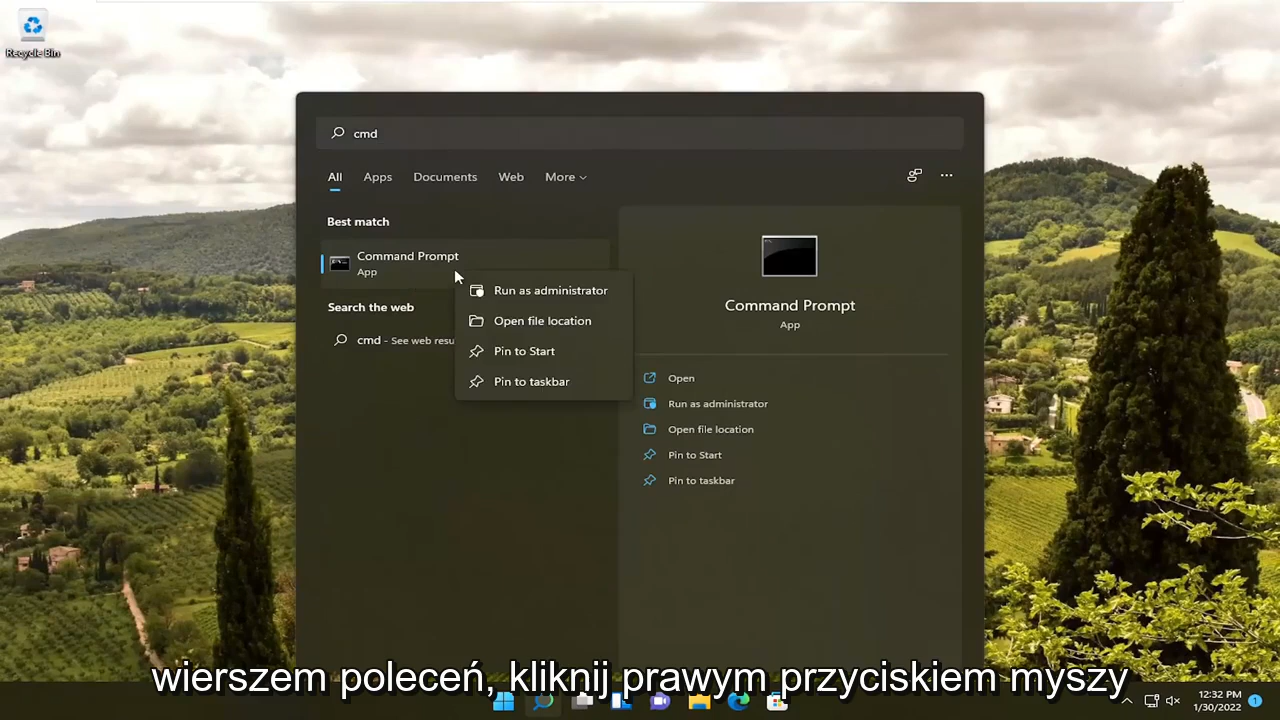 Recycle Bin
cmd
All Apps Documents Web More
Best match
Command Prompt
App
Search the web
cmd - See web resu
Run as administrator
Open file location
Pin to Start
Pin to taskbar
Command Prompt
App
Open
Run as administrator
Open file location
Pin to Start
Pin to taskbar
wierszem poleceń, kliknij prawym przyciskiem myszy
12:32 PM
1/30/2022
1